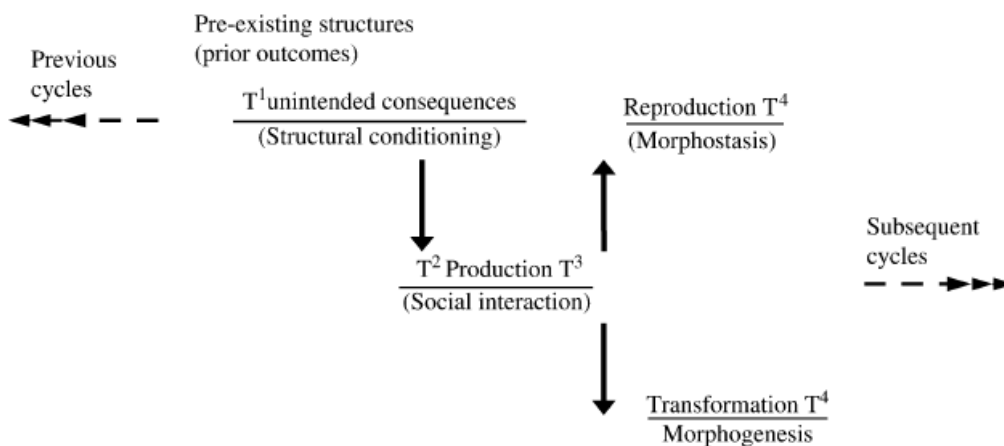 Pre-existing structures
(prior outcomes)
Previous
cycles
T¹unintended consequences
(Structural conditioning)
Reproduction T⁴
(Morphostasis)
Subsequent
cycles
T² Production T³
(Social interaction)
Transformation T⁴
Morphogenesis